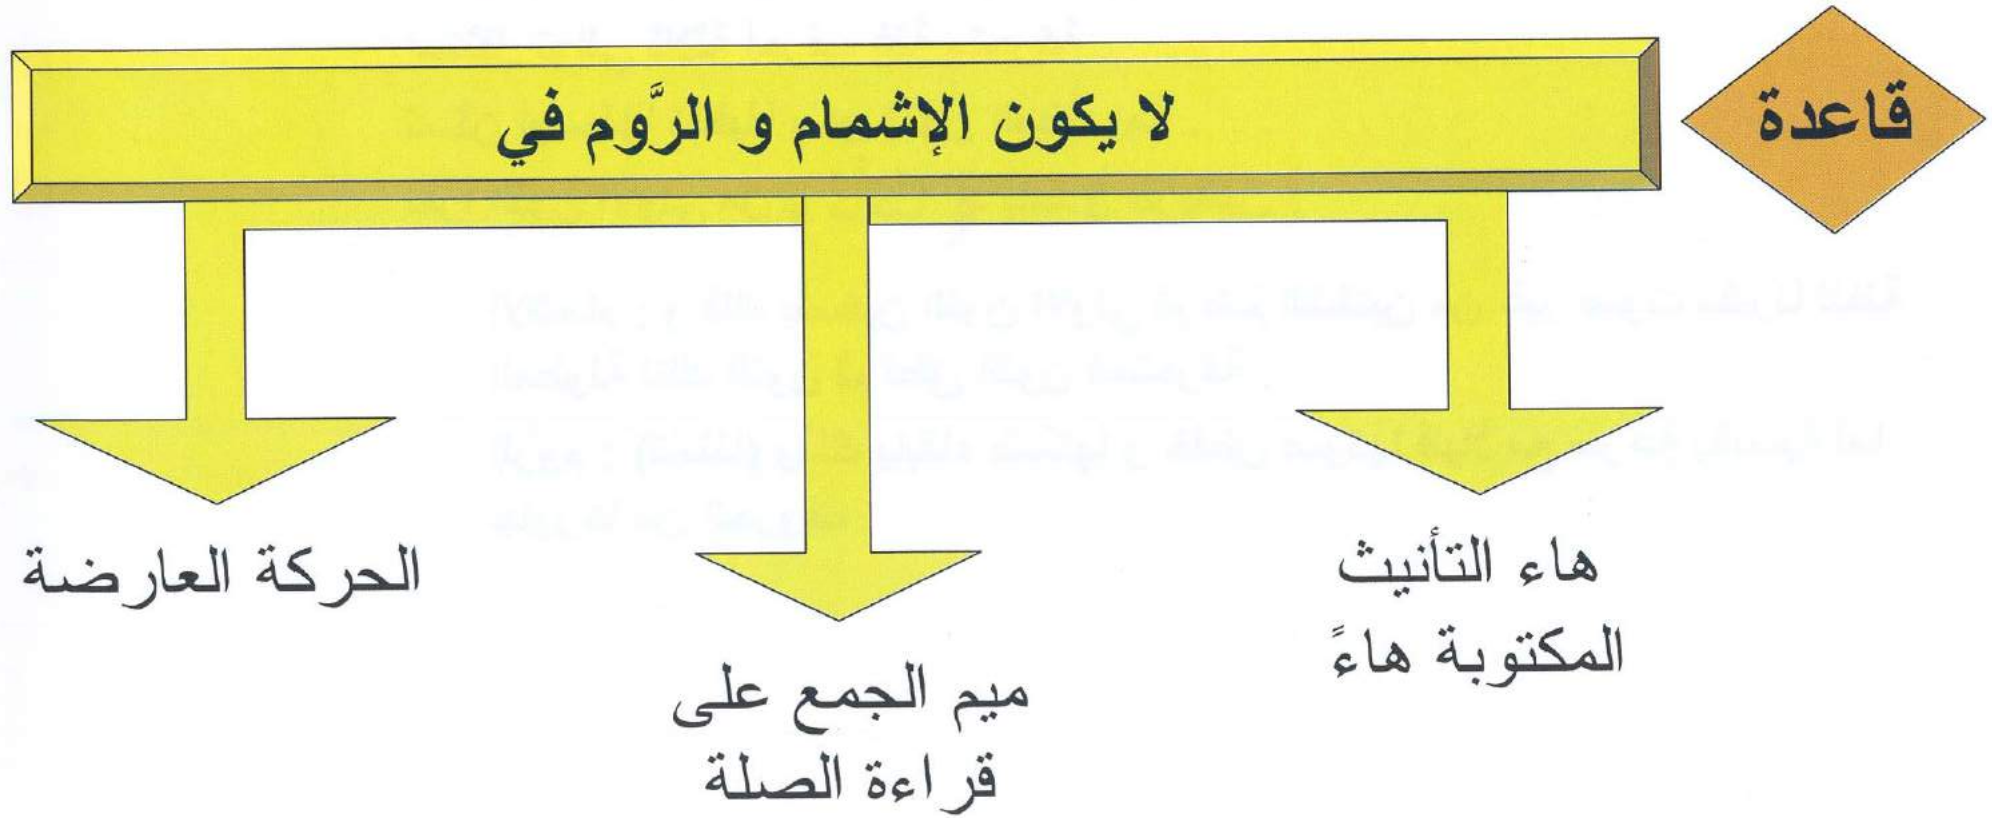 قاعدة
لا يكون الإشمام و الرَّوم في
هاء التأنيث
المكتوبة هاءً
ميم الجمع على
قراءة الصلة
الحركة العارضة